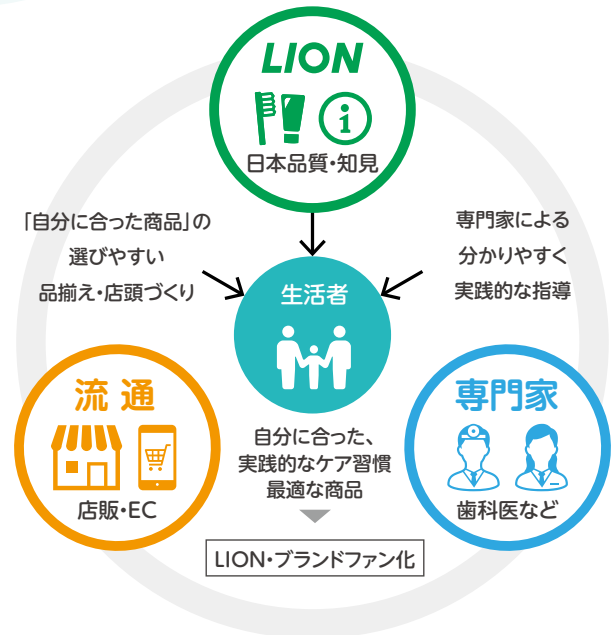 LION
日本品質・知見
「自分に合った商品」の
選びやすい
品揃え・店頭づくり
専門家による
分かりやすく
実践的な指導
生活者
流通
店販・EC
専門家
歯科医など
自分に合った、
実践的なケア習慣
最適な商品
LION・ブランドファン化